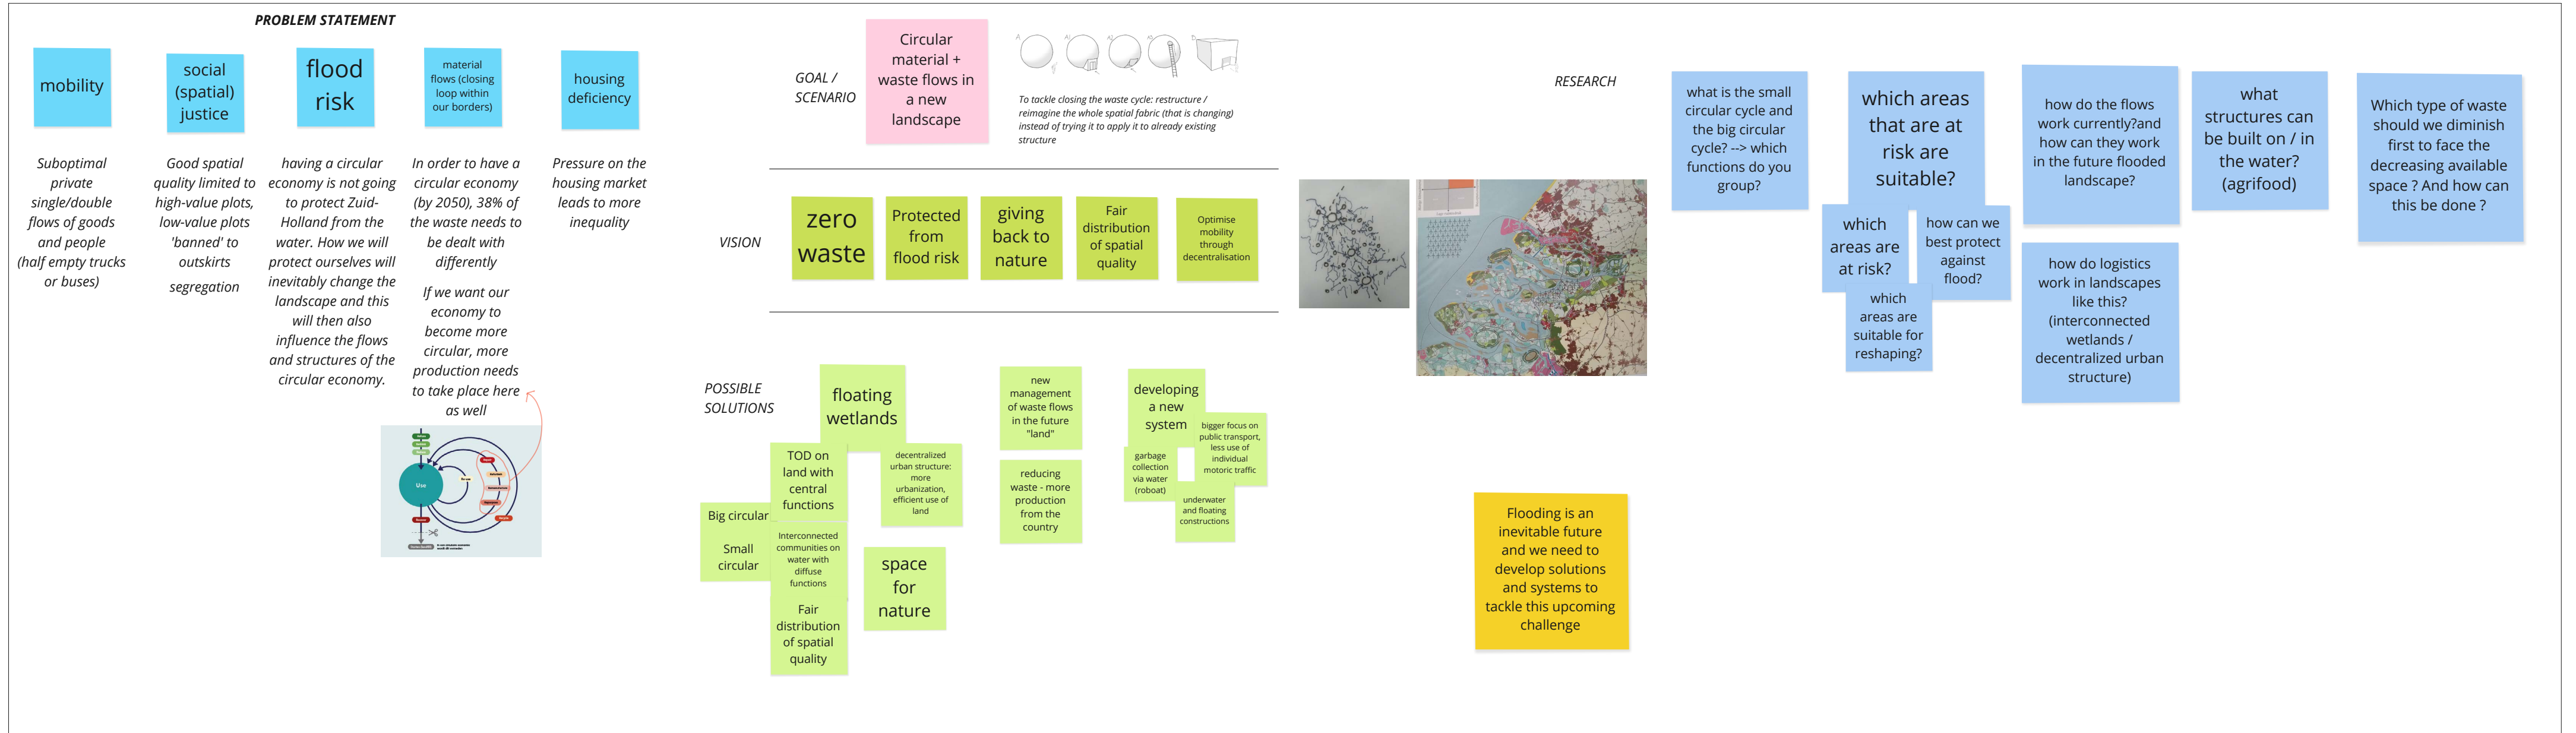 PROBLEM STATEMENT
mobility
Suboptimal
private
single/double
flows of goods
and people
(half empty trucks
or buses)
social
(spatial)
justice
Good spatial
quality limited to
high-value plots,
low-value plots
'banned' to
outskirts
segregation
flood
risk
having a circular
economy is not going
to protect Zuid-
Holland from the
water. How we will
protect ourselves will
inevitably change the
landscape and this
will then also
influence the flows
and structures of the
circular economy.
material
flows (closing
loop within
our borders)
In order to have a
circular economy
(by 2050), 38% of
the waste needs to
be dealt with
differently
If we want our
economy to
become more
circular, more
production needs
to take place here
as well
Use
housing
deficiency
Pressure on the
housing market
leads to more
inequality
GOAL /
SCENARIO
Circular
material +
waste flows in
a new
landscape
To tackle closing the waste cycle: restructure /
reimagine the whole spatial fabric (that is changing)
instead of trying it to apply it to already existing
structure
VISION
zero
waste
Protected
from
flood risk
giving
back to
nature
Fair
distribution
of spatial
quality
Optimise
mobility
through
decentralisation
POSSIBLE
SOLUTIONS
floating
wetlands
TOD on
land with
central
functions
decentralized
urban structure:
more
urbanization,
efficient use of
land
Big circular
Small
circular
Interconnected
communities on
water with
diffuse
functions
Fair
distribution
of spatial
quality
space
for
nature
new
management
of waste flows
in the future
"land"
reducing
waste - more
production
from the
country
developing
a new
system
bigger focus on
public transport,
less use of
individual
motoric traffic
garbage
collection
via water
(roboat)
underwater
and floating
constructions
RESEARCH
what is the small
circular cycle and
the big circular
cycle? --> which
functions do you
group?
which areas
that are at
risk are
suitable?
which
areas are
at risk?
how can we
best protect
against
flood?
which
areas are
suitable for
reshaping?
how do the flows
work currently?and
how can they work
in the future flooded
landscape?
how do logistics
work in landscapes
like this?
(interconnected
wetlands /
decentralized urban
structure)
what
structures can
be built on / in
the water?
(agrifood)
Which type of waste
should we diminish
first to face the
decreasing available
space ? And how can
this be done ?
Flooding is an
inevitable future
and we need to
develop solutions
and systems to
tackle this upcoming
challenge